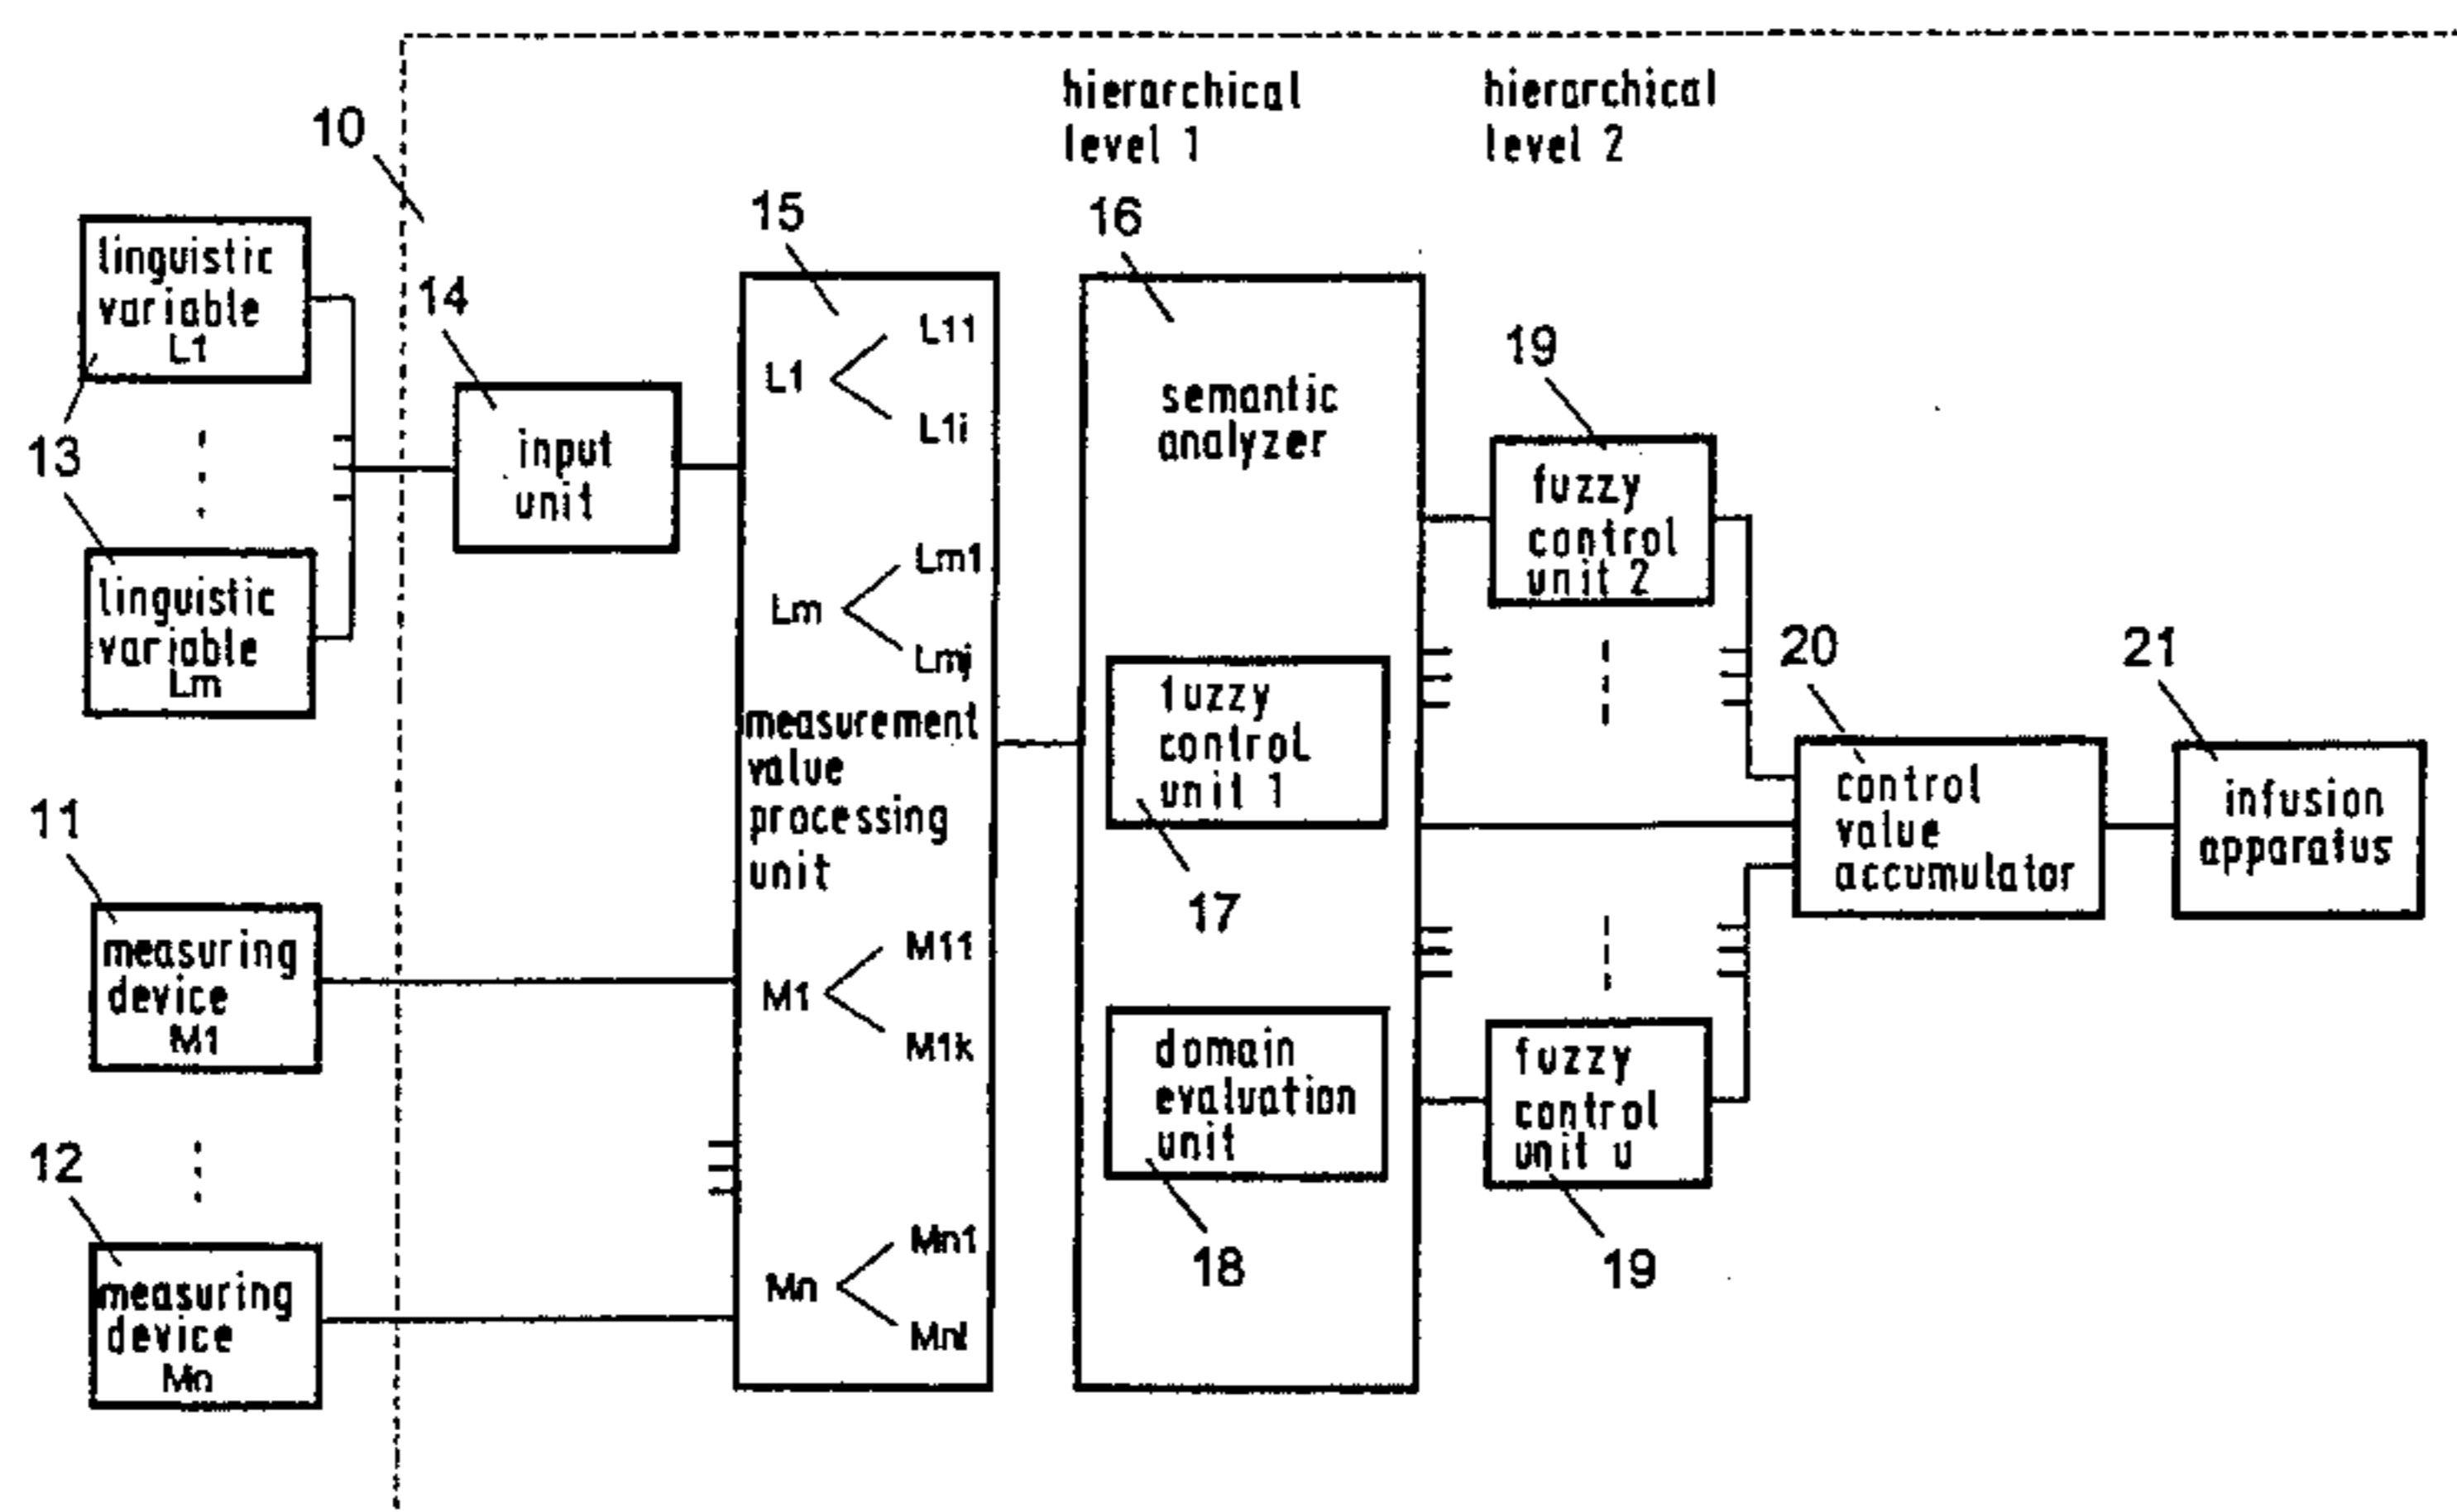 hierarchical
level 1
hierarchical
level 2
10
15
16
linguistic
variable
L1
14
L11
L1
L1i
19
semantic
analyzer
13
input
unit
fuzzy
control
unit 2
linguistic
variable
Lm
Lm1
Lm
Lmj
20
21
measurement
value
processing
unit
fuzzy
control
unit 1
control
value
accumulator
infusion
apparatus
11
17
measuring
device
M1
M11
M1
M1k
domain
evaluation
unit
fuzzy
control
unit u
12
18
19
measuring
device
Mn
Mn1
Mn
Mnl